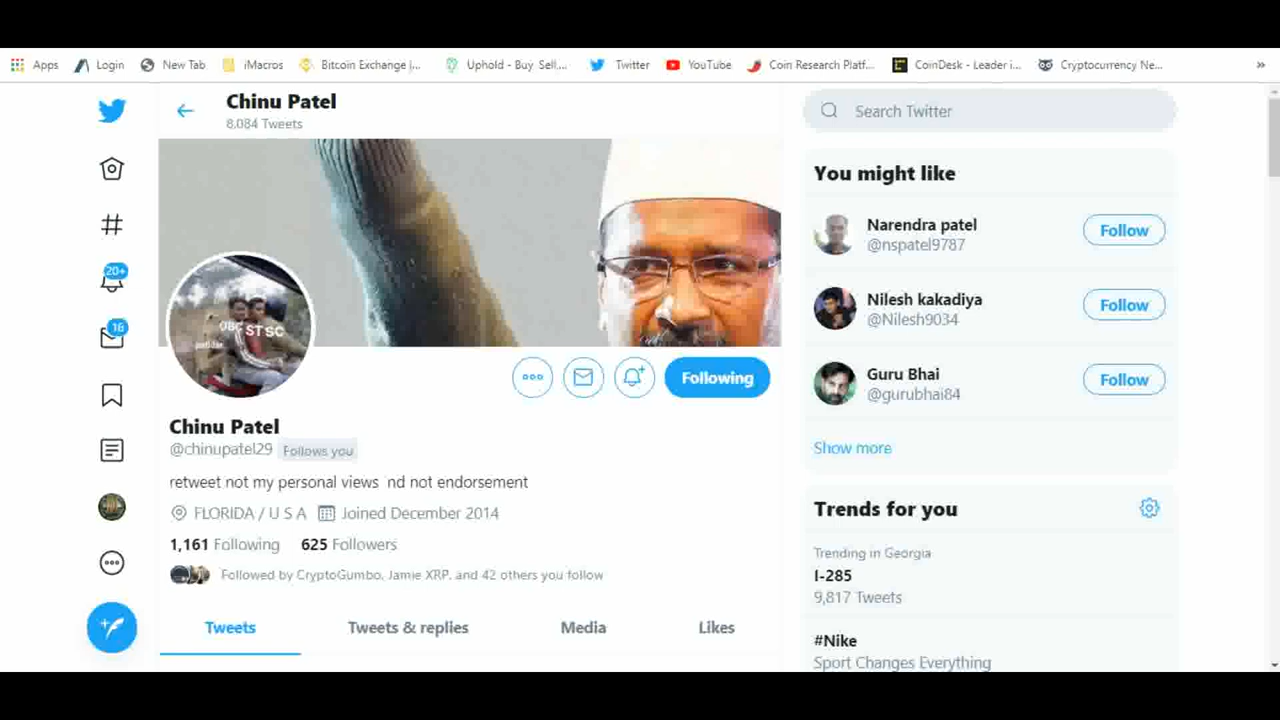 Apps Login New Tab iMacros Bitcoin Exchange |... Uphold - Buy Sell,... Twitter YouTube Coin Research Platf... CoinDesk - Leader i... Cryptocurrency Ne... »
Chinu Patel
8,084 Tweets
Search Twitter
You might like
Narendra patel
@nspatel9787
Follow
20+
Nilesh kakadiya
@Nilesh9034
Follow
16
OBC ST SC
patidar
Guru Bhai
@gurubhai84
Follow
Following
Chinu Patel
@chinupatel29 Follows you
Show more
retweet not my personal views nd not endorsement
FLORIDA / U S A Joined December 2014
1,161 Following 625 Followers
Followed by CryptoGumbo, Jamie XRP, and 42 others you follow
Tweets Tweets & replies Media Likes
Trends for you
Trending in Georgia
I-285
9,817 Tweets
#Nike
Sport Changes Everything